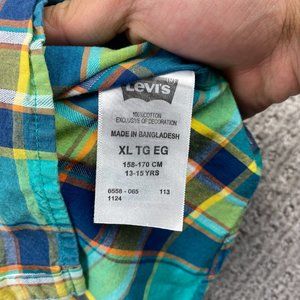 Levi's
100%COTTON
EXCLUSIVE OF DECORATION
MADE IN BANGLADESH
XL TG EG
158-170 CM
13-15 YRS
6558 - 065 113
1124